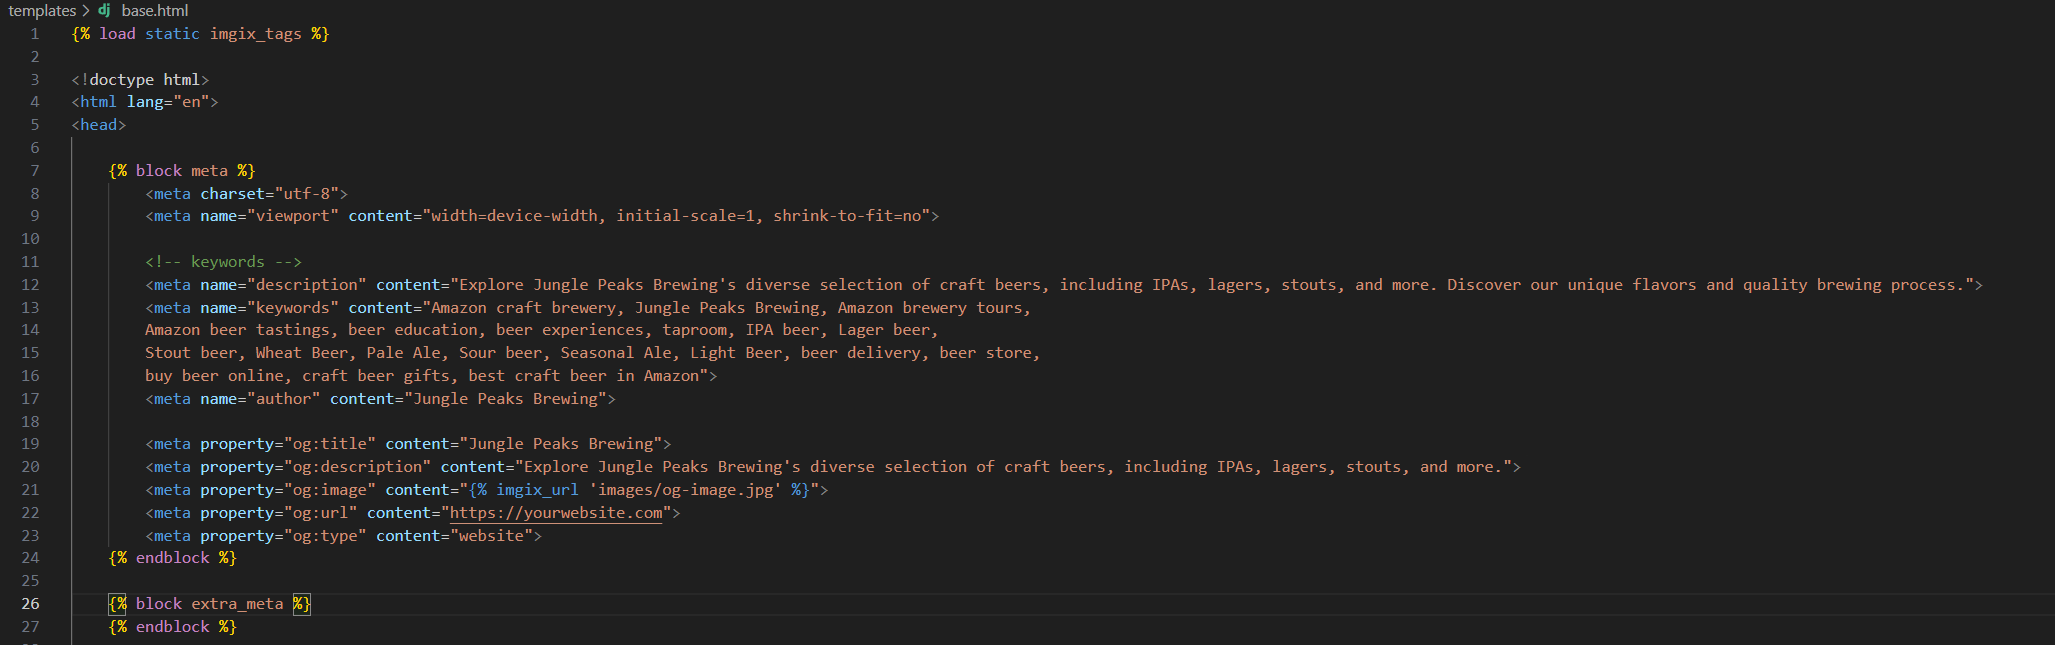 templates > dj base.html
1 {% load static imgix_tags %}
2
3 <!doctype html>
4 <html lang="en">
5 <head>
6
7 {% block meta %}
8 <meta charset="utf-8">
9 <meta name="viewport" content="width=device-width, initial-scale=1, shrink-to-fit=no">
10
11 <!-- keywords -->
12 <meta name="description" content="Explore Jungle Peaks Brewing's diverse selection of craft beers, including IPAs, lagers, stouts, and more. Discover our unique flavors and quality brewing process.">
13 <meta name="keywords" content="Amazon craft brewery, Jungle Peaks Brewing, Amazon brewery tours,
14 Amazon beer tastings, beer education, beer experiences, taproom, IPA beer, Lager beer,
15 Stout beer, Wheat Beer, Pale Ale, Sour beer, Seasonal Ale, Light Beer, beer delivery, beer store,
16 buy beer online, craft beer gifts, best craft beer in Amazon">
17 <meta name="author" content="Jungle Peaks Brewing">
18
19 <meta property="og:title" content="Jungle Peaks Brewing">
20 <meta property="og:description" content="Explore Jungle Peaks Brewing's diverse selection of craft beers, including IPAs, lagers, stouts, and more.">
21 <meta property="og:image" content="{% imgix_url 'images/og-image.jpg' %}">
22 <meta property="og:url" content="https://yourwebsite.com">
23 <meta property="og:type" content="website">
24 {% endblock %}
25
26 {% block extra_meta %}
27 {% endblock %}